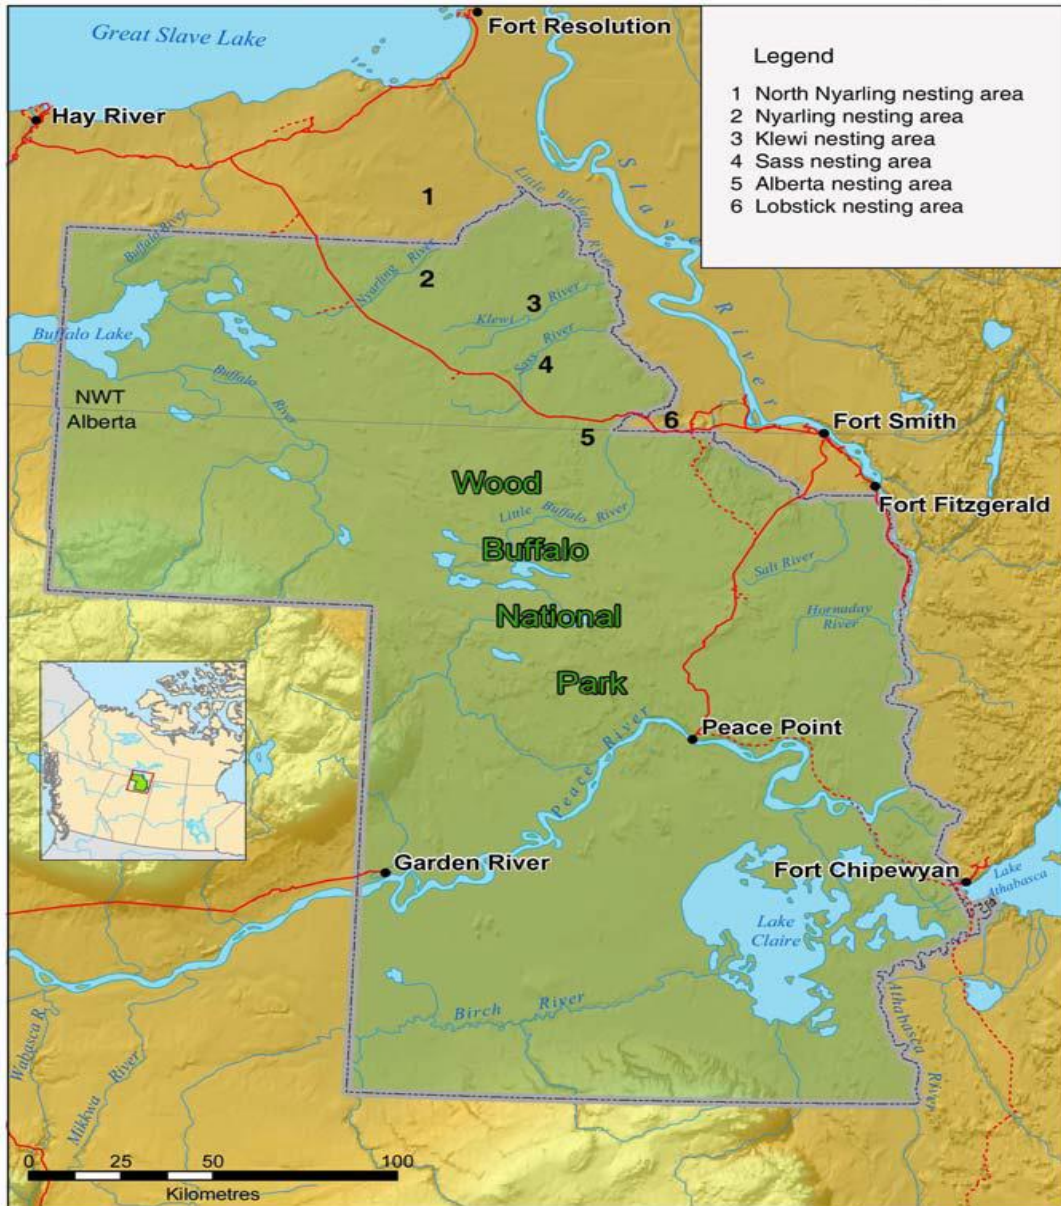 Great Slave Lake
Fort Resolution
Hay River
Legend
1 North Nyarling nesting area
2 Nyarling nesting area
3 Klewi nesting area
4 Sass nesting area
5 Alberta nesting area
6 Lobstick nesting area
Slave River
Little Buffalo River
1
Buffalo River
Nyarling River
2
3
Klewi River
Sass River
4
Buffalo Lake
Buffalo River
NWT
Alberta
5
6
Fort Smith
Fort Fitzgerald
Wood
Buffalo
National
Park
Little Buffalo River
Salt River
Hornaday
River
Peace River
Peace Point
Garden River
Fort Chipewyan
Lake
Athabasca
Lake
Claire
Birch River
Athabasca River
Wabasca R.
Mikkwa River
0 25 50 100
Kilometres